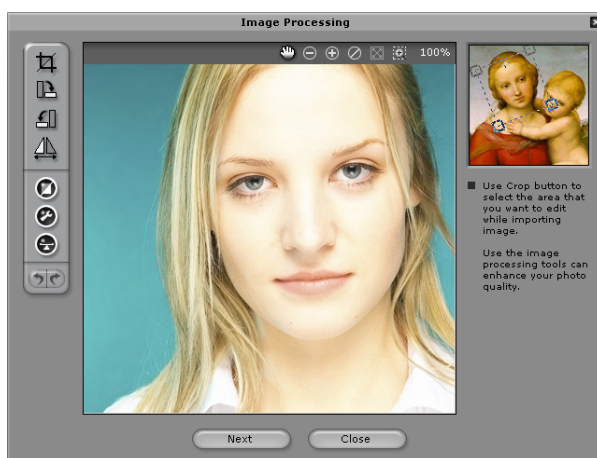 Image Processing
100%
Use Crop button to
select the area that
you want to edit
while importing
image.
Use the image
processing tools can
enhance your photo
quality.
Next
Close